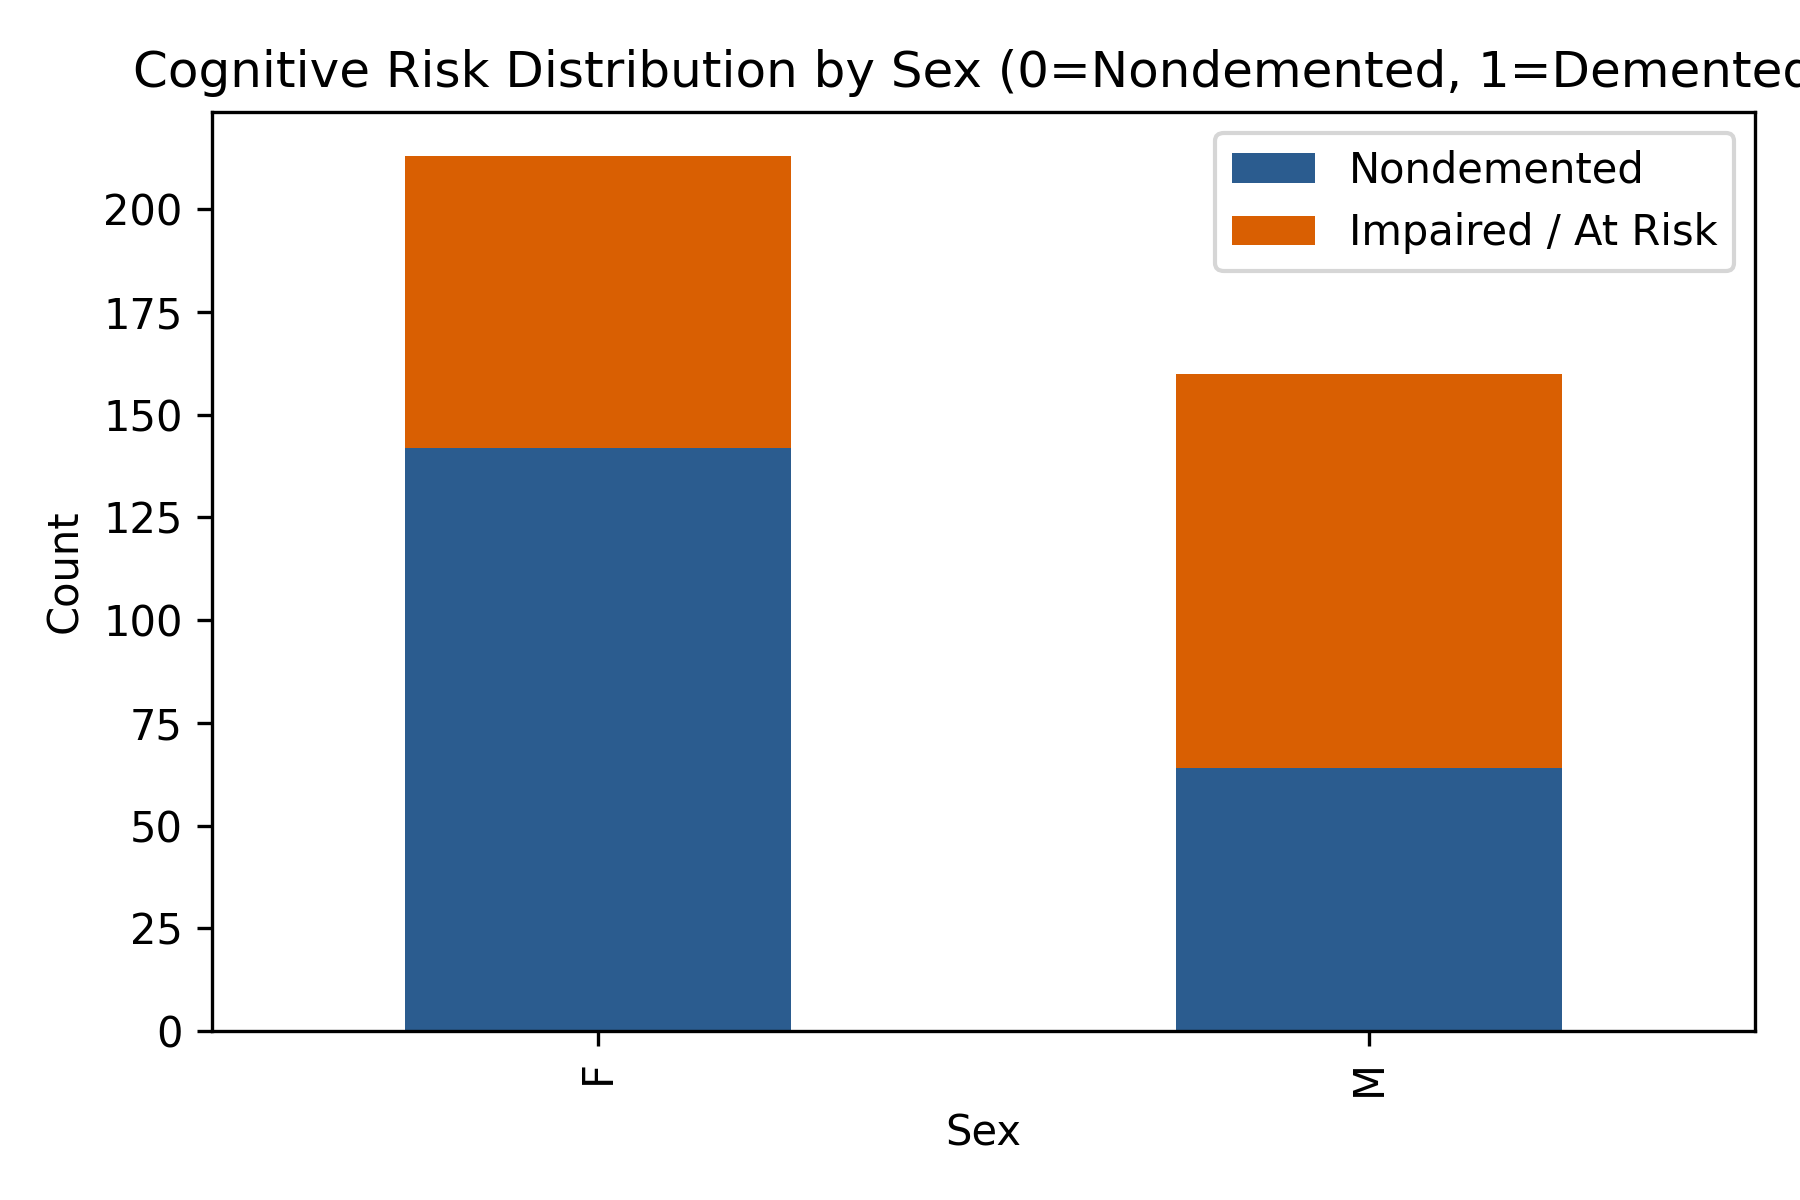 Cognitive Risk Distribution by Sex (0=Nondemented, 1=Demented
Nondemented
Impaired / At Risk
200
175
150
125
100
75
50
25
0
Count
F
M
Sex